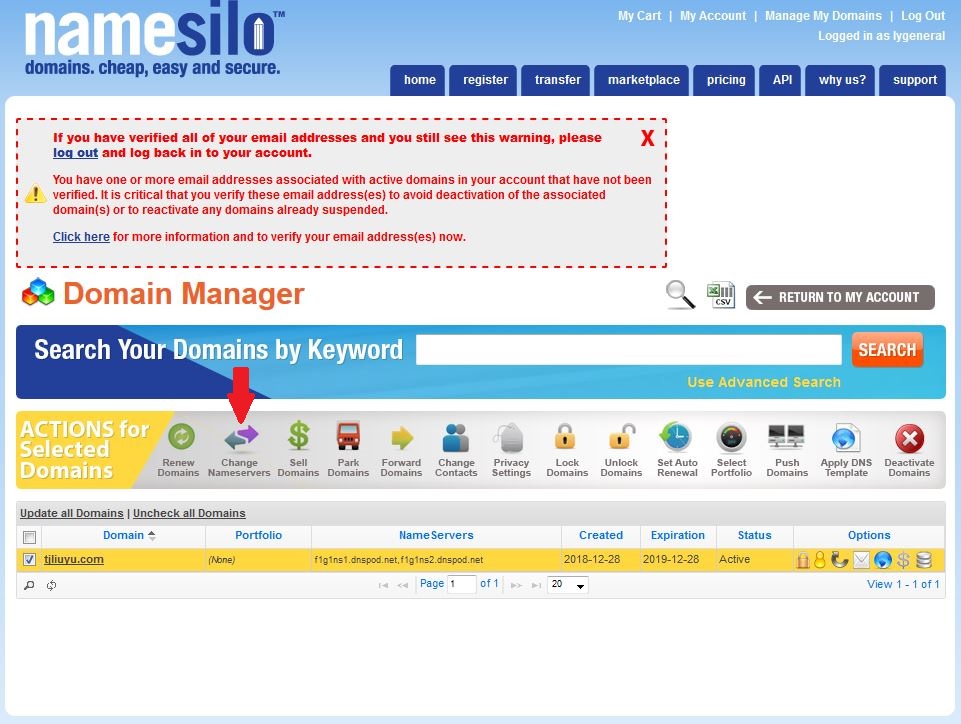 namesilo™
domains. cheap, easy and secure.
My Cart | My Account | Manage My Domains | Log Out
Logged in as lygeneral
home register transfer marketplace pricing API why us? support
If you have verified all of your email addresses and you still see this warning, please
log out and log back in to your account.
X
You have one or more email addresses associated with active domains in your account that have not been
verified. It is critical that you verify these email address(es) to avoid deactivation of the associated
domain(s) or to reactivate any domains already suspended.
Click here for more information and to verify your email address(es) now.
Domain Manager
CSV
RETURN TO MY ACCOUNT
Search Your Domains by Keyword
SEARCH
Use Advanced Search
ACTIONS for
Selected
Domains
Renew
Domains
Change
Nameservers
Sell
Domains
Park
Domains
Forward
Domains
Change
Contacts
Privacy
Settings
Lock
Domains
Unlock
Domains
Set Auto
Renewal
Select
Portfolio
Push
Domains
Apply DNS
Template
Deactivate
Domains
Update all Domains | Uncheck all Domains
Domain Portfolio NameServers Created Expiration Status Options
tjliuyu.com (None) f1g1ns1.dnspod.net,f1g1ns2.dnspod.net 2018-12-28 2019-12-28 Active
Page 1 of 1 20 View 1 - 1 of 1